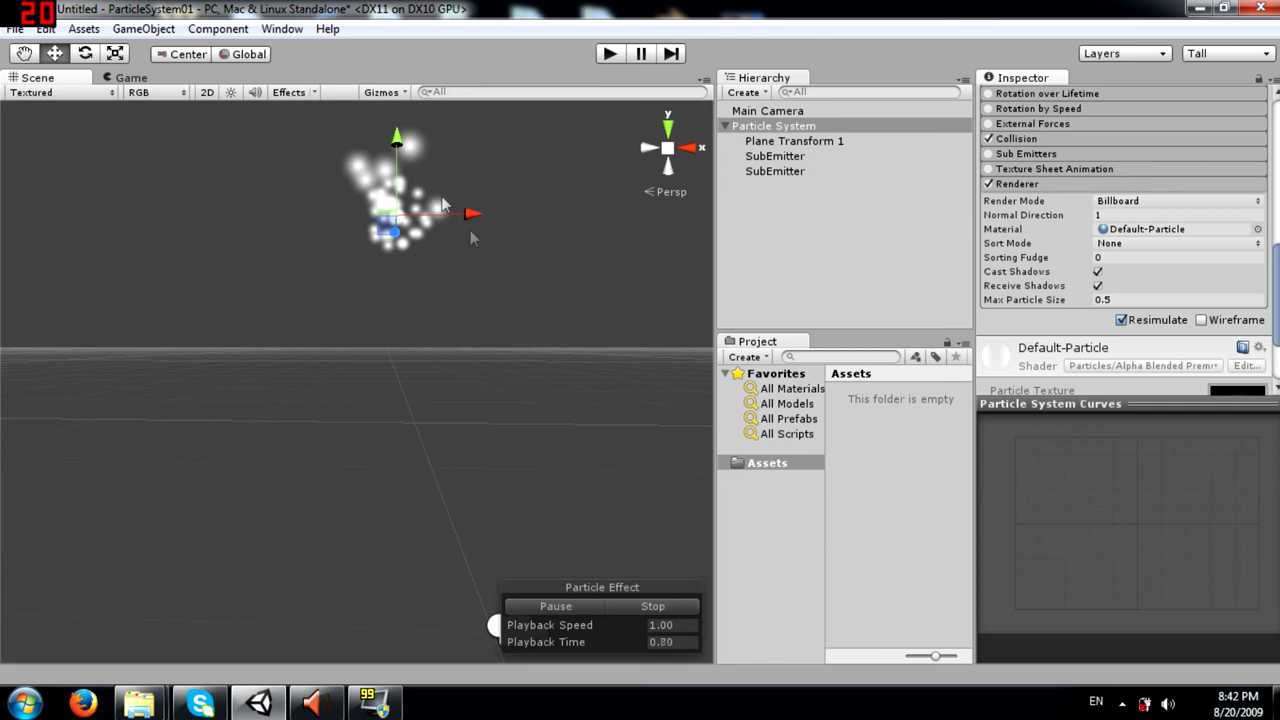 20
Untitled - ParticleSystem01 - PC, Mac & Linux Standalone* <DX11 on DX10 GPU>
File Edit Assets GameObject Component Window Help
Center Global Layers Tall
Scene Game
Textured RGB 2D Effects Gizmos All
y
x
Persp
Particle Effect
Pause Stop
Playback Speed 1.00
Playback Time 0.80
Hierarchy
Create All
Main Camera
Particle System
Plane Transform 1
SubEmitter
SubEmitter
Project
Create
Favorites
All Materials
All Models
All Prefabs
All Scripts
Assets
Assets
This folder is empty
Inspector
Rotation over Lifetime
Rotation by Speed
External Forces
Collision
Sub Emitters
Texture Sheet Animation
Renderer
Render Mode Billboard
Normal Direction 1
Material Default-Particle
Sort Mode None
Sorting Fudge 0
Cast Shadows
Receive Shadows
Max Particle Size 0.5
Resimulate Wireframe
Default-Particle
Shader Particles/Alpha Blended Premu Edit...
Particle Texture
Particle System Curves
99
EN
8:42 PM
8/20/2009